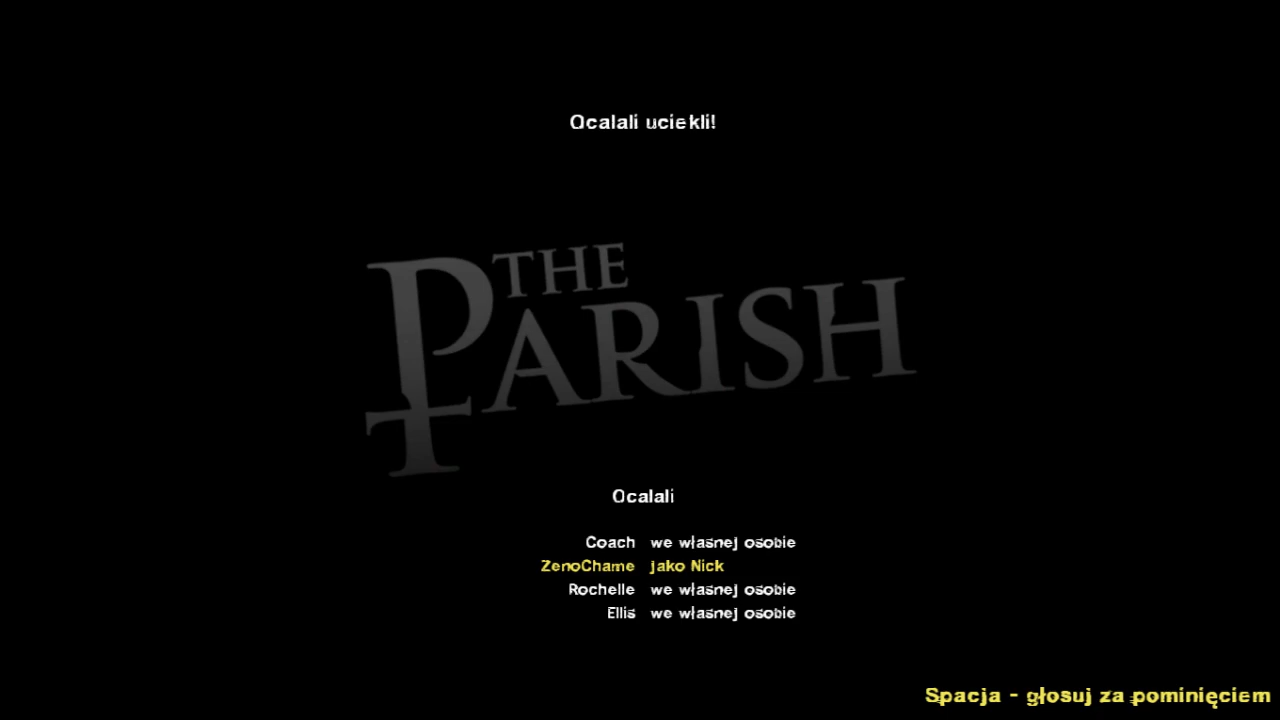 Ocalali uciekli!
THE
PARISH
Ocalali
Coach we własnej osobie
ZenoChame jako Nick
Rochelle we własnej osobie
Ellis we własnej osobie
Spacja - głosuj za pominięciem